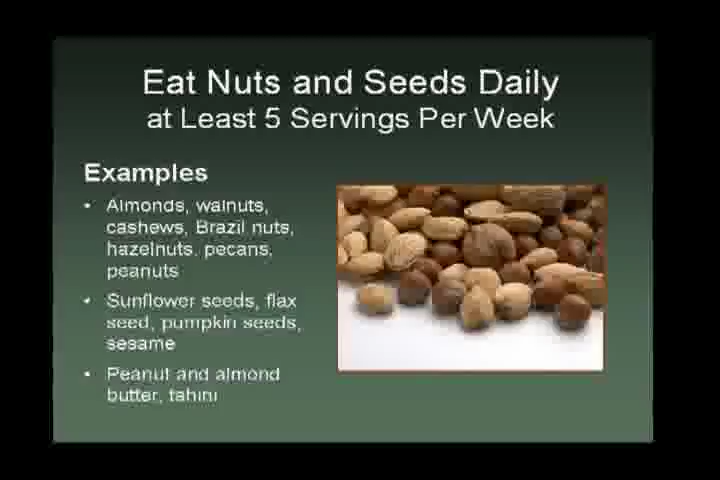 Eat Nuts and Seeds Daily
at Least 5 Servings Per Week
Examples
• Almonds, walnuts,
cashews, Brazil nuts,
hazelnuts, pecans,
peanuts
• Sunflower seeds, flax
seed, pumpkin seeds,
sesame
• Peanut and almond
butter, tahini